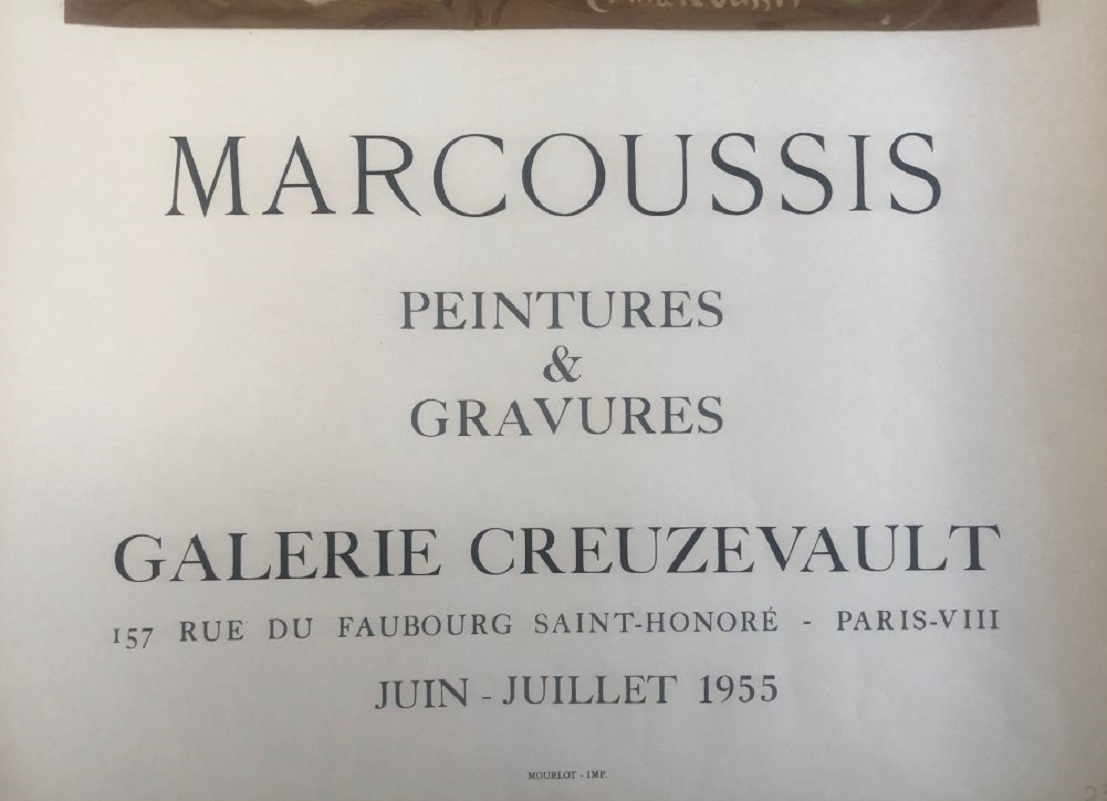 MARCOUSSIS
PEINTURES
&
GRAVURES
GALERIE CREUZEVAULT
157 RUE DU FAUBOURG SAINT-HONORÉ - PARIS-VIII
JUIN - JUILLET 1955
MOURLOT - IMP.